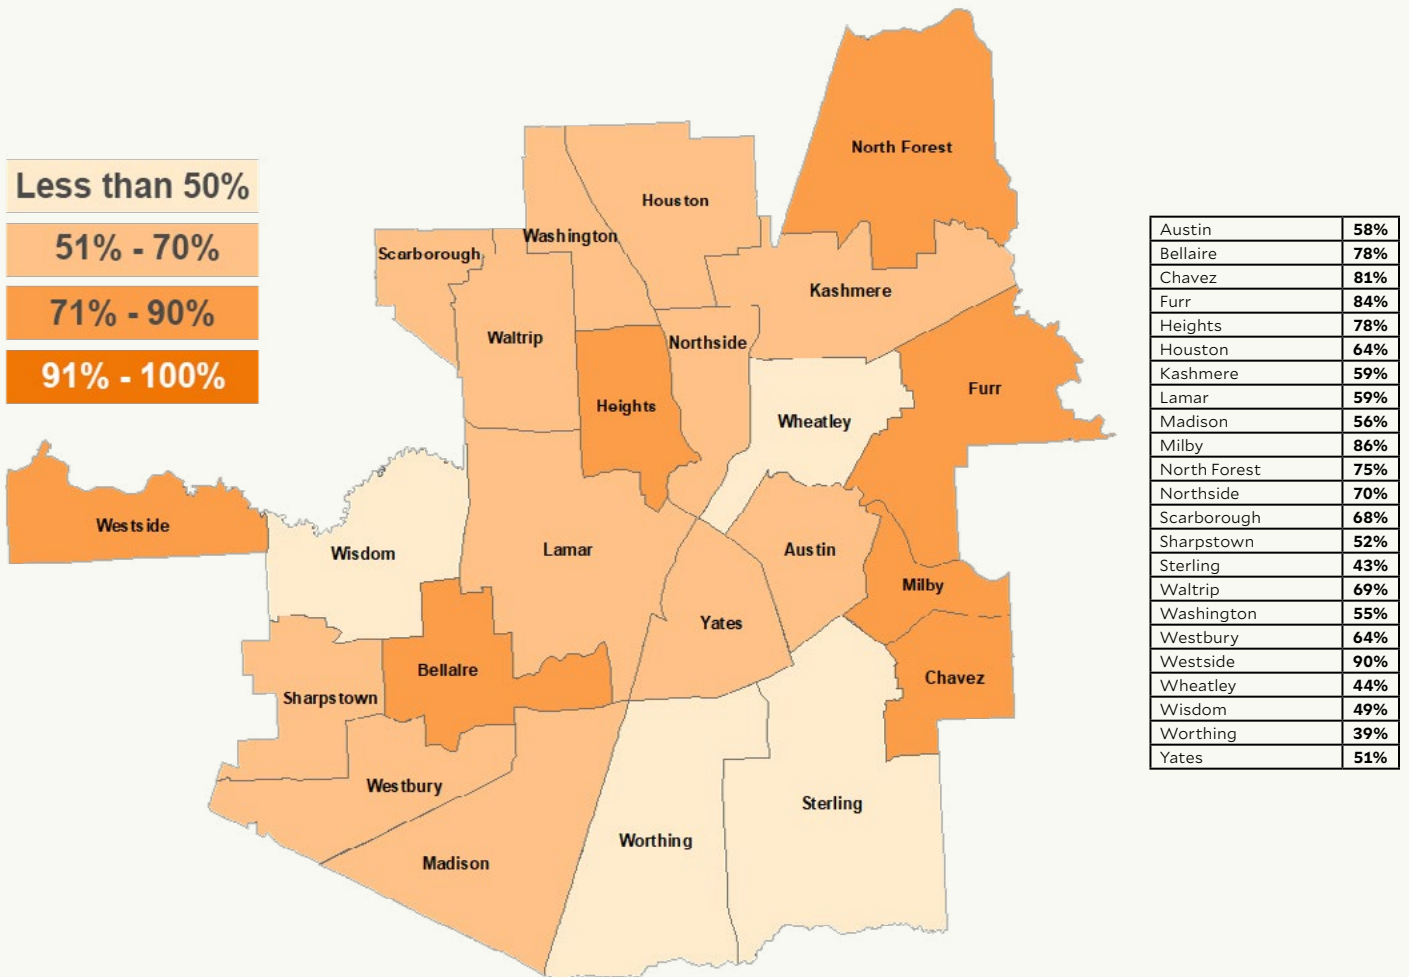 Less than 50%
51% - 70%
71% - 90%
91% - 100%
North Forest
Houston
Washington
Scarborough
Kashmere
Waltrip
Northside
Furr
Heights
Wheatley
Westside
Wisdom
Lamar
Austin
Milby
Yates
Bellaire
Chavez
Sharpstown
Westbury
Sterling
Worthing
Madison
Austin 58%
Bellaire 78%
Chavez 81%
Furr 84%
Heights 78%
Houston 64%
Kashmere 59%
Lamar 59%
Madison 56%
Milby 86%
North Forest 75%
Northside 70%
Scarborough 68%
Sharpstown 52%
Sterling 43%
Waltrip 69%
Washington 55%
Westbury 64%
Westside 90%
Wheatley 44%
Wisdom 49%
Worthing 39%
Yates 51%